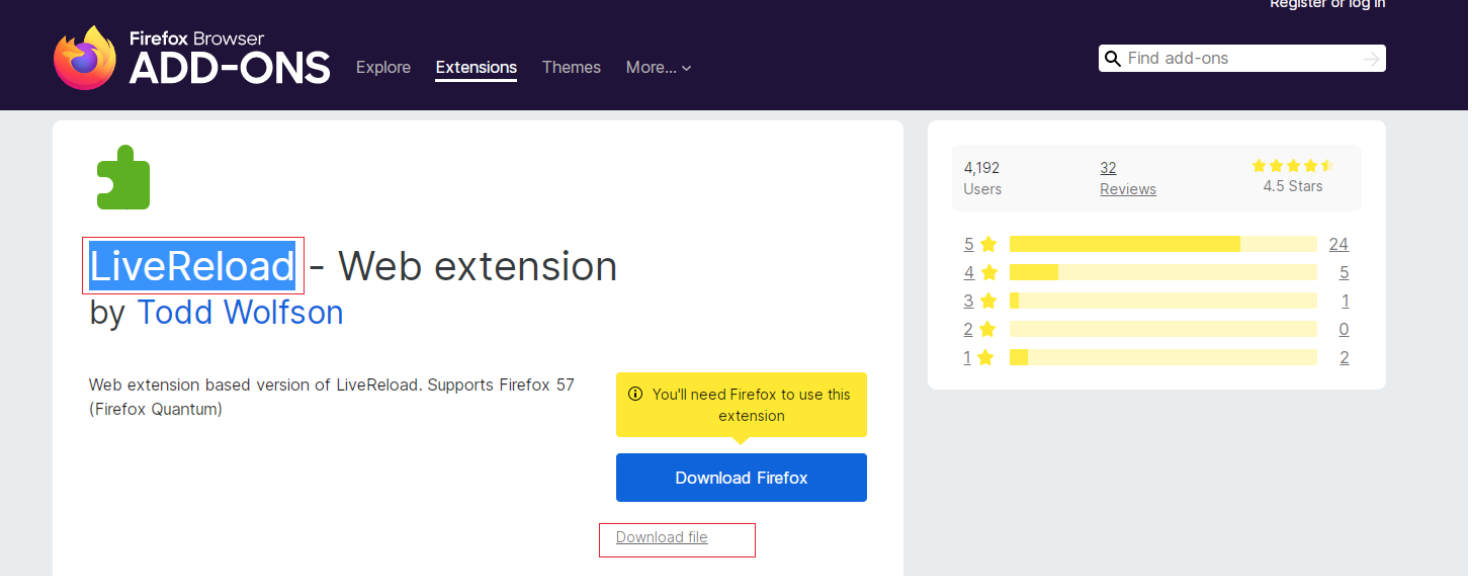 Register or log in
Firefox Browser
ADD-ONS
Explore Extensions Themes More...
Find add-ons
LiveReload - Web extension
by Todd Wolfson
Web extension based version of LiveReload. Supports Firefox 57
(Firefox Quantum)
You'll need Firefox to use this
extension
Download Firefox
Download file
4,192
Users
32
Reviews
4.5 Stars
5 24
4 5
3 1
2 0
1 2